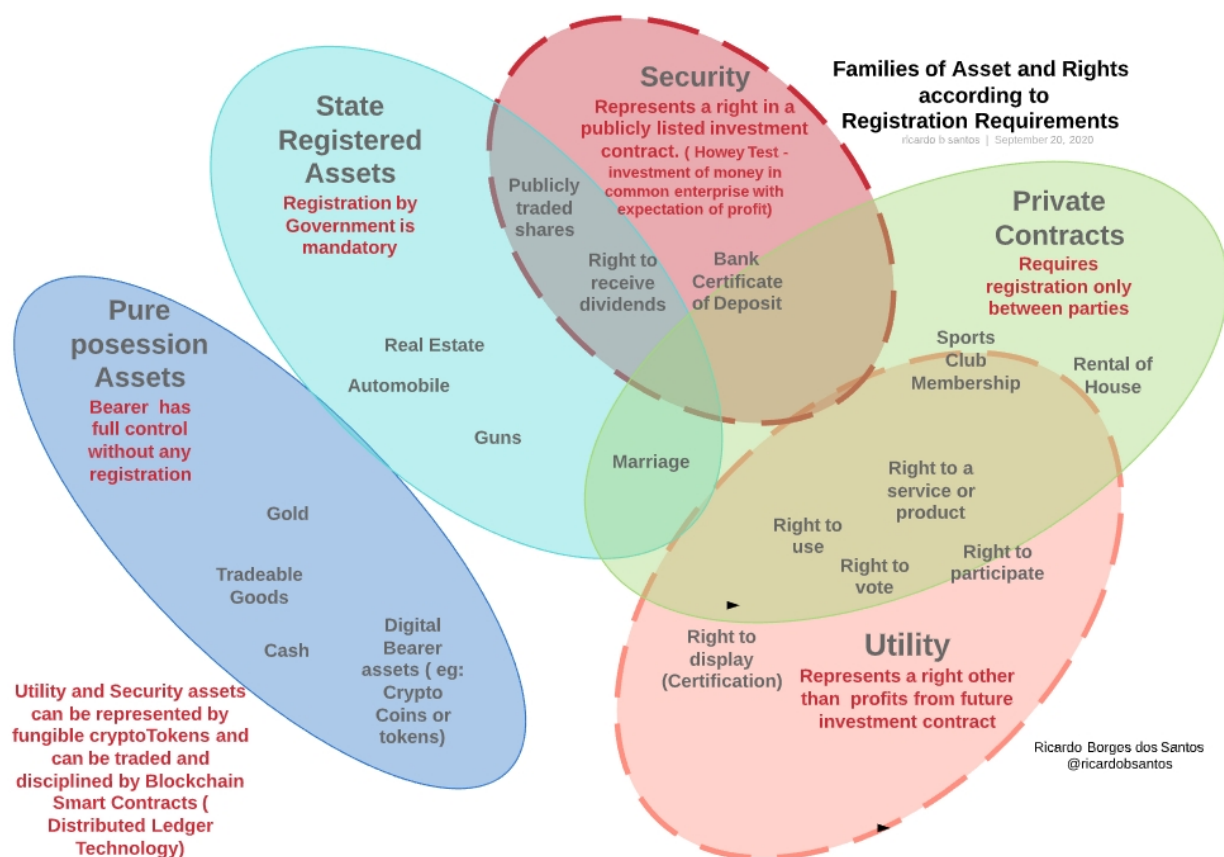 Families of Asset and Rights
according to
Registration Requirements
ricardo b santos | September 20, 2020
Security
Represents a right in a
publicly listed investment
contract. ( Howey Test -
investment of money in
common enterprise with
expectation of profit)
State
Registered
Assets
Registration by
Government is
mandatory
Publicly
traded
shares
Right to
receive
dividends
Bank
Certificate
of Deposit
Private
Contracts
Requires
registration only
between parties
Pure
posession
Assets
Bearer has
full control
without any
registration
Real Estate
Automobile
Guns
Marriage
Sports
Club
Membership
Rental of
House
Right to a
service or
product
Right to
use
Right to
vote
Right to
participate
Gold
Tradeable
Goods
Cash
Digital
Bearer
assets ( eg:
Crypto
Coins or
tokens)
Right to
display
(Certification)
Utility
Represents a right other
than profits from future
investment contract
Utility and Security assets
can be represented by
fungible cryptoTokens and
can be traded and
disciplined by Blockchain
Smart Contracts (
Distributed Ledger
Technology)
Ricardo Borges dos Santos
@ricardobsantos